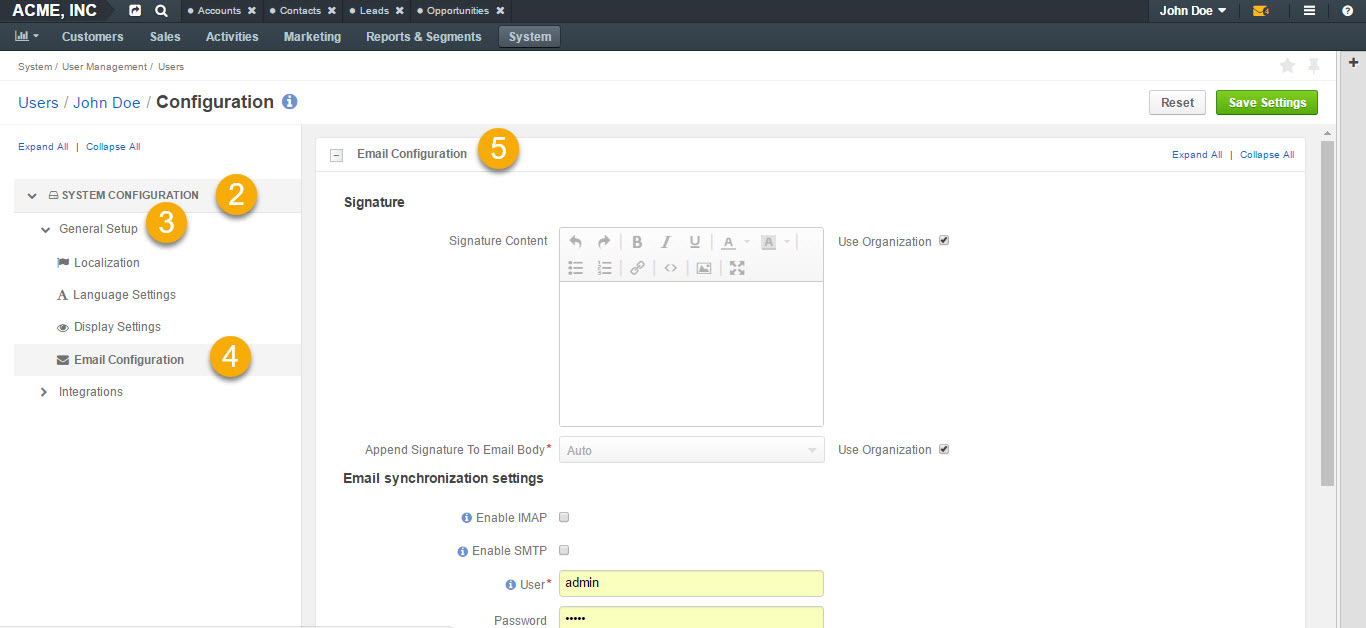 ACME, INC Accounts Contacts Leads Opportunities John Doe 4
Customers Sales Activities Marketing Reports & Segments System
System / User Management / Users
Users / John Doe / Configuration Reset Save Settings
Expand All | Collapse All
SYSTEM CONFIGURATION 2
General Setup 3
Localization
Language Settings
Display Settings
Email Configuration 4
Integrations
Email Configuration 5 Expand All | Collapse All
Signature
Signature Content Use Organization
B I U A A
Append Signature To Email Body* Auto Use Organization
Email synchronization settings
Enable IMAP
Enable SMTP
User* admin
Password •••••